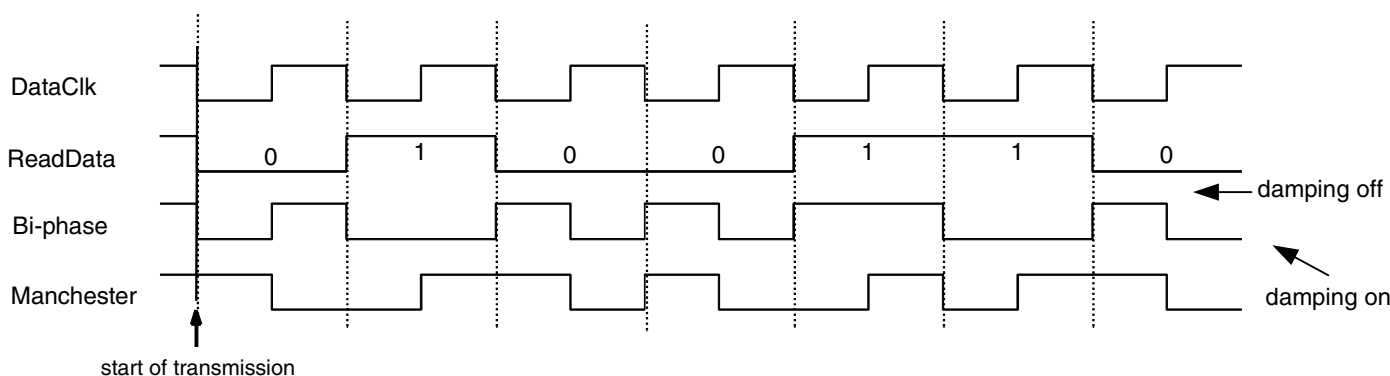 DataClk
ReadData 0 1 0 0 1 1 0
damping off
Bi-phase
damping on
Manchester
start of transmission